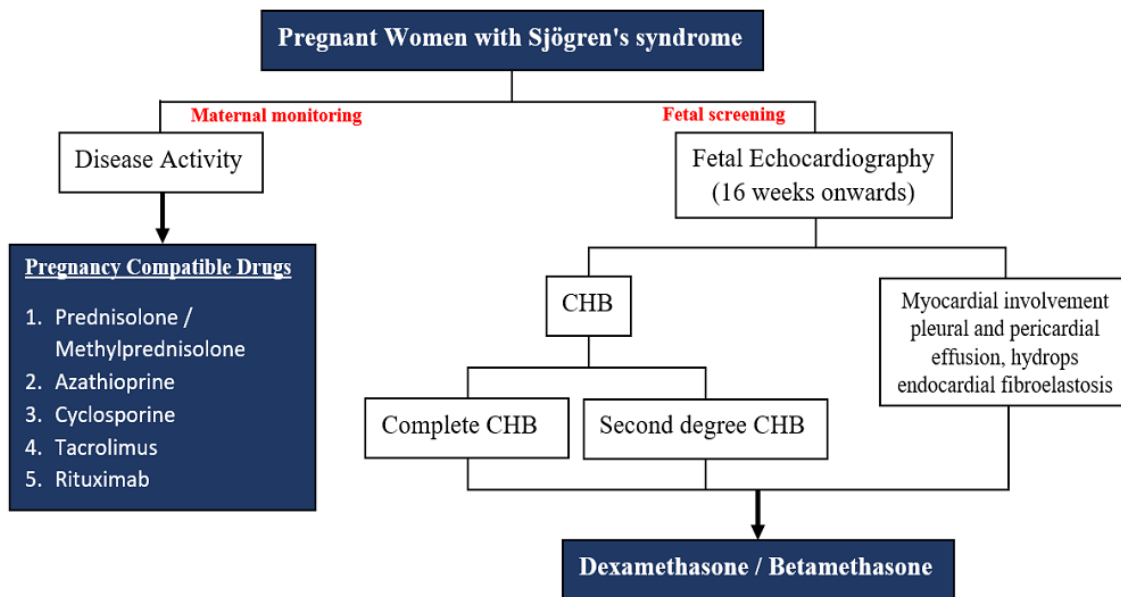 Pregnant Women with Sjögren's syndrome
Maternal monitoring
Fetal screening
Disease Activity
Fetal Echocardiography
(16 weeks onwards)
Pregnancy Compatible Drugs
1. Prednisolone /
Methylprednisolone
2. Azathioprine
3. Cyclosporine
4. Tacrolimus
5. Rituximab
CHB
Myocardial involvement
pleural and pericardial
effusion, hydrops
endocardial fibroelastosis
Complete CHB
Second degree CHB
Dexamethasone / Betamethasone